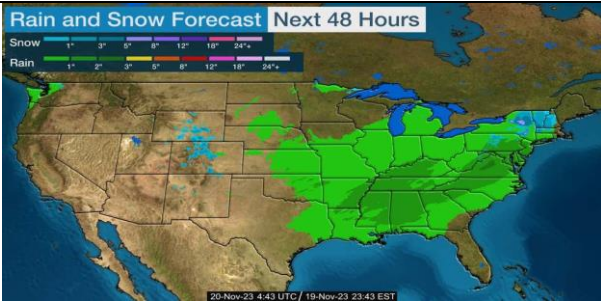 Rain and Snow Forecast Next 48 Hours
Snow 1" 3" 5" 8" 12" 18" 24"+
Rain 1" 2" 3" 5" 8" 12" 18" 24"+
20-Nov-23 4:43 UTC / 19-Nov-23 23:43 EST